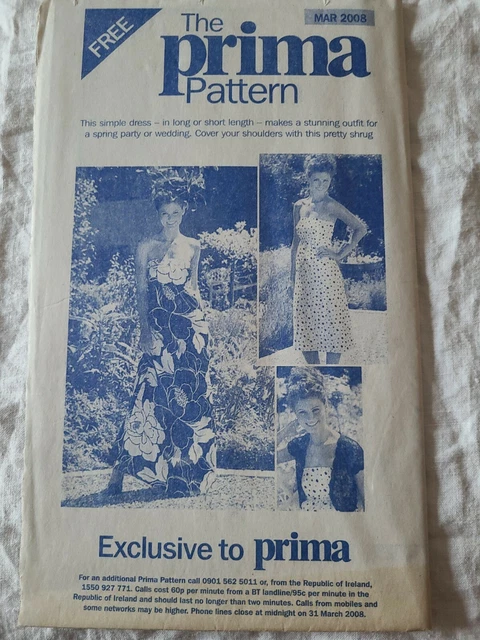 FREE
The
MAR 2008
prima
Pattern
This simple dress – in long or short length – makes a stunning outfit for
a spring party or wedding. Cover your shoulders with this pretty shrug
Exclusive to prima
For an additional Prima Pattern call 0901 562 5011 or, from the Republic of Ireland,
1550 927 771. Calls cost 60p per minute from a BT landline/95c per minute in the
Republic of Ireland and should last no longer than two minutes. Calls from mobiles and
some networks may be higher. Phone lines close at midnight on 31 March 2008.